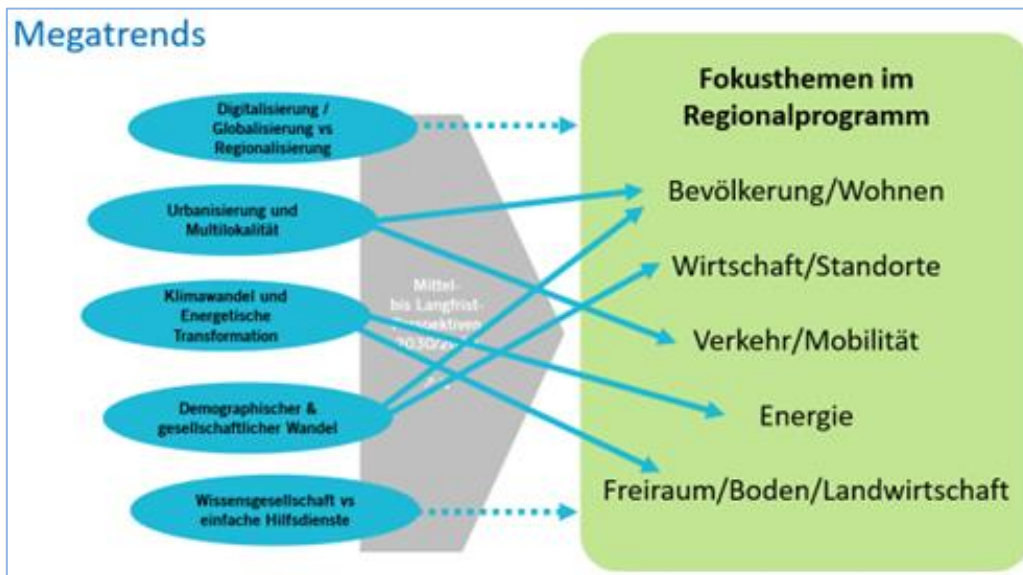 Megatrends
Digitalisierung /
Globalisierung vs
Regionalisierung
Urbanisierung und
Multilokalität
Klimawandel und
Energetische
Transformation
Demographischer &
gesellschaftlicher Wandel
Wissensgesellschaft vs
einfache Hilfsdienste
Mittel-
bis Langfrist-
Fokusthemen im
Regionalprogramm
Bevölkerung/Wohnen
Wirtschaft/Standorte
Verkehr/Mobilität
Energie
Freiraum/Boden/Landwirtschaft